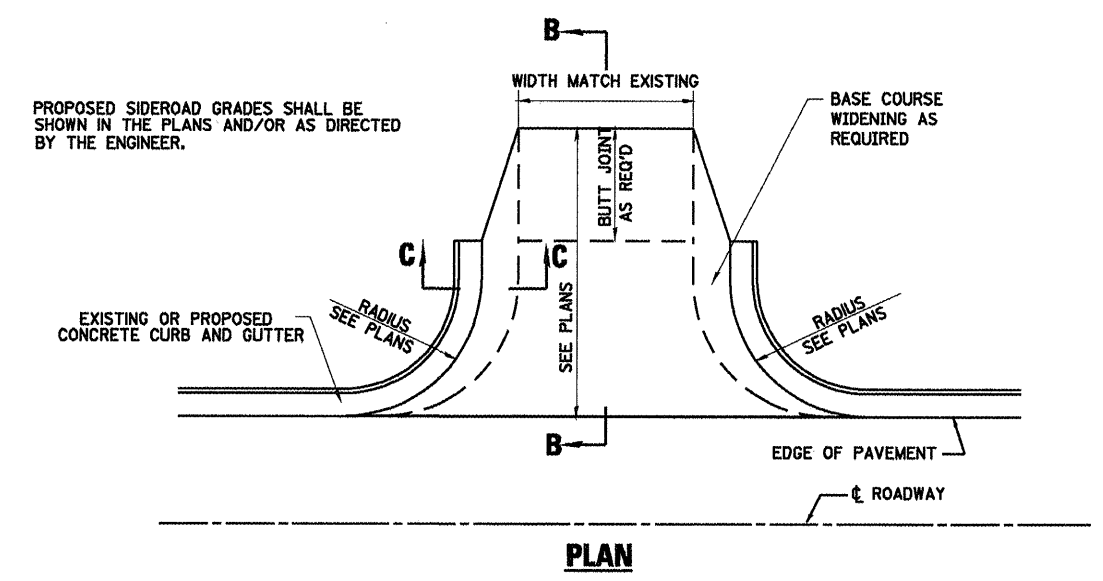 B
WIDTH MATCH EXISTING
PROPOSED SIDEROAD GRADES SHALL BE
SHOWN IN THE PLANS AND/OR AS DIRECTED
BY THE ENGINEER.
BASE COURSE
WIDENING AS
REQUIRED
BUTT JOINT
AS REQ'D
C
C
SEE PLANS
EXISTING OR PROPOSED
CONCRETE CURB AND GUTTER
RADIUS
SEE PLANS
RADIUS
SEE PLANS
B
EDGE OF PAVEMENT
℄ ROADWAY
PLAN